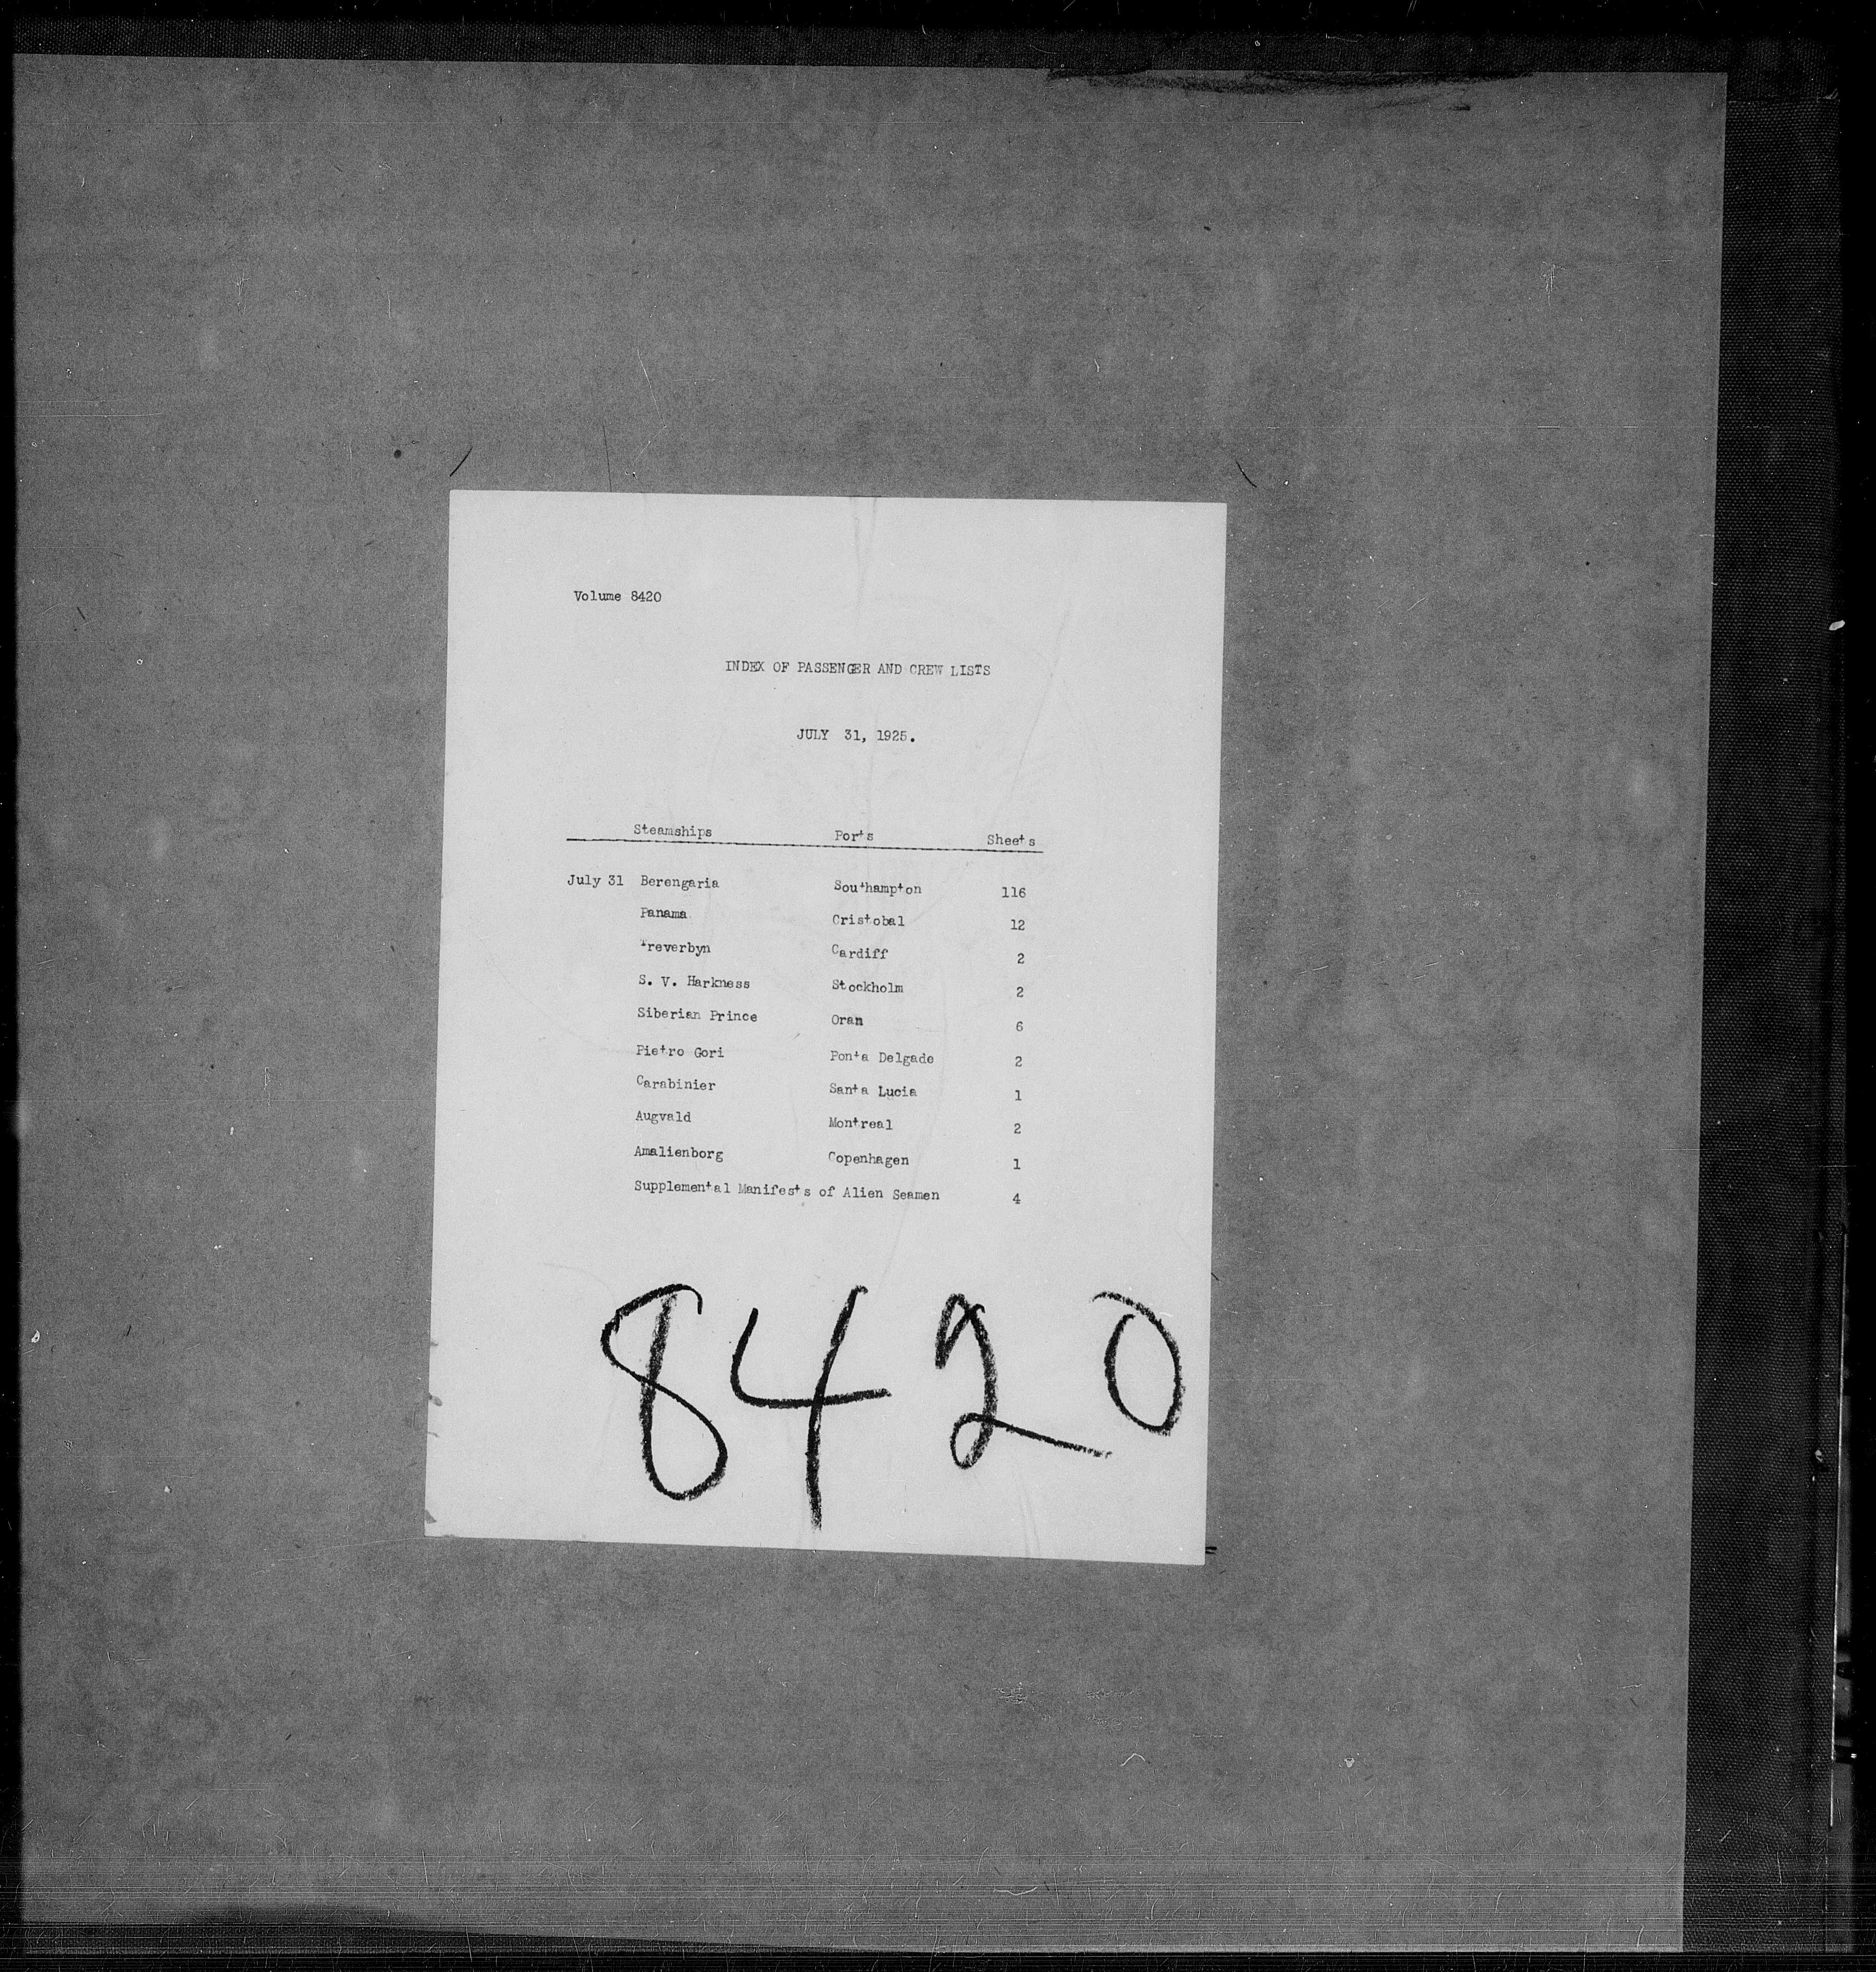 Volume 8420
INDEX OF PASSENGER AND CREW LISTS
JULY 31, 1925.
Steamships Ports Sheets
July 31 Berengaria Southampton 116
Panama Cristobal 12
Treverbyn Cardiff 2
S. V. Harkness Stockholm 2
Siberian Prince Oran 6
Pietro Gori Ponta Delgade 2
Carabinier Santa Lucia 1
Augvald Montreal 2
Amalienborg Copenhagen 1
Supplemental Manifests of Alien Seamen 4
8420